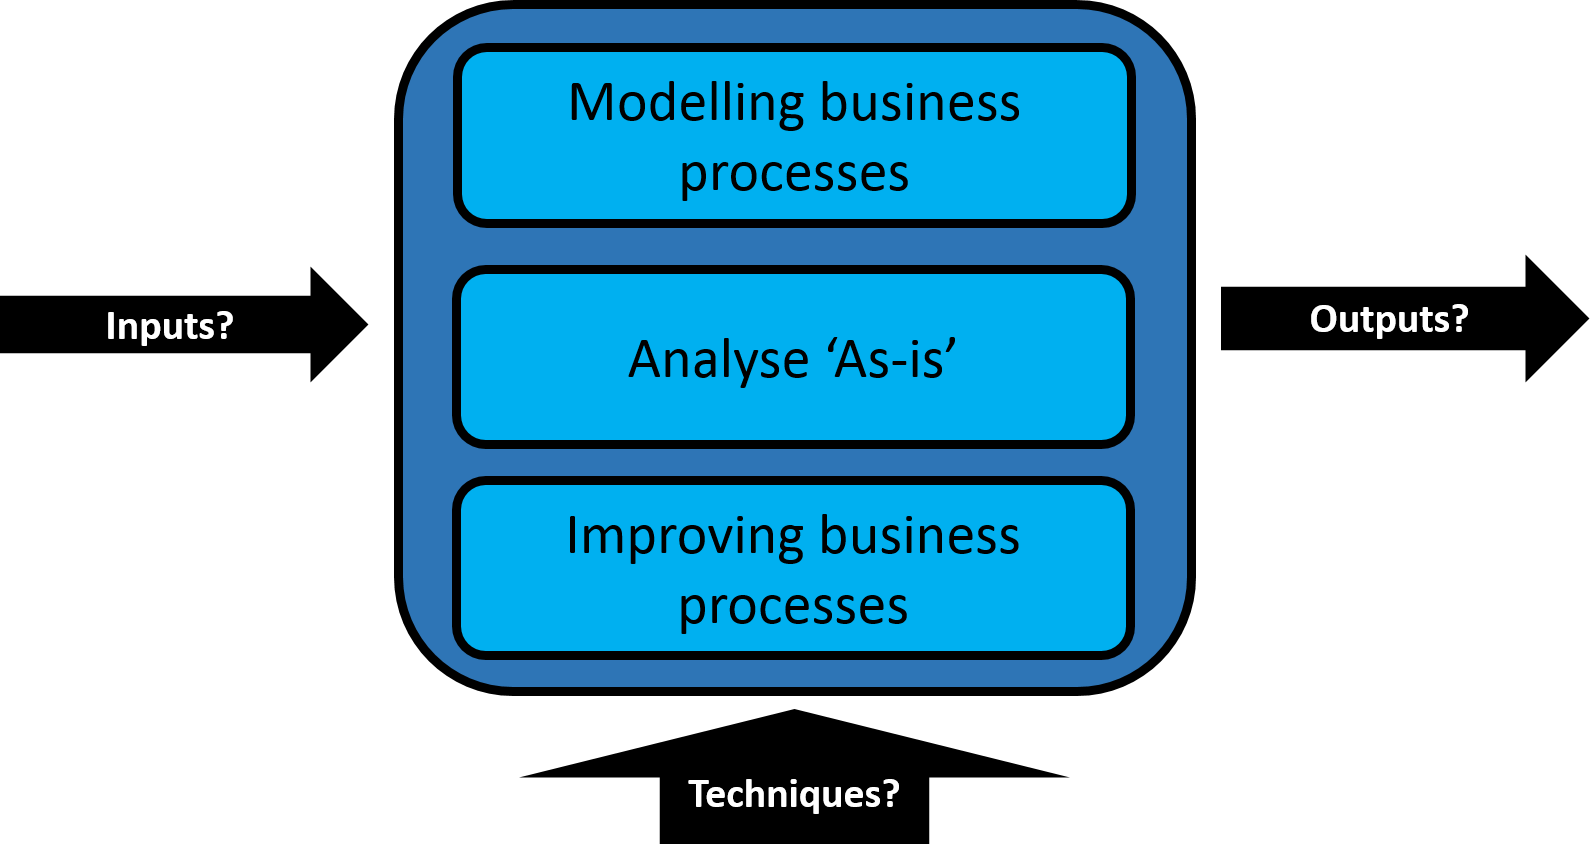 Modelling business
processes
Inputs?
Analyse ‘As-is’
Outputs?
Improving business
processes
Techniques?